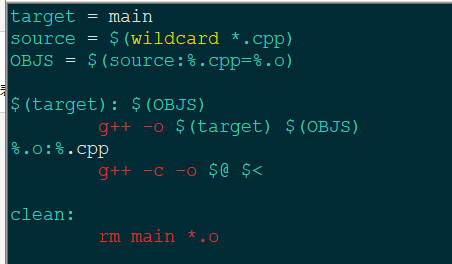 target = main
source = $(wildcard *.cpp)
OBJS = $(source:%.cpp=%.o)
$(target): $(OBJS)
g++ -o $(target) $(OBJS)
%.o:%.cpp
g++ -c -o $@ $<
clean:
rm main *.o